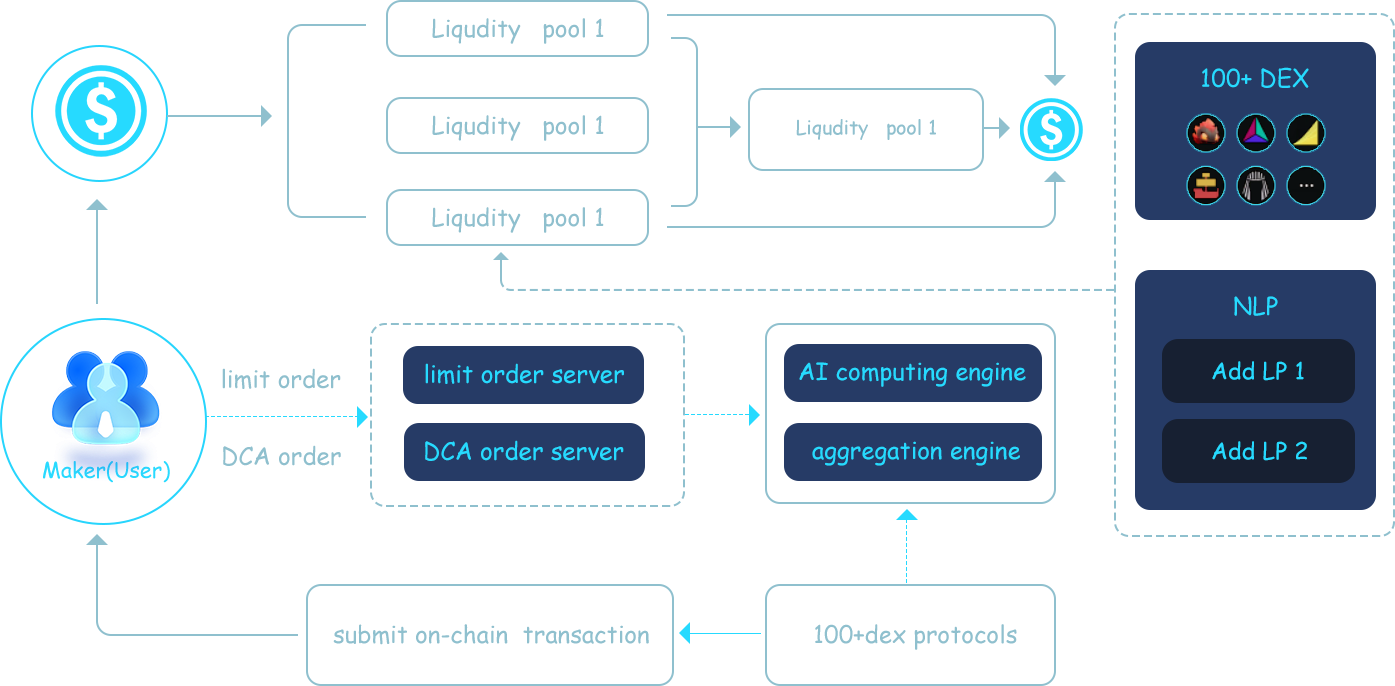 Liqudity pool 1
Liqudity pool 1
Liqudity pool 1
Liqudity pool 1
100+ DEX
...
NLP
Add LP 1
Add LP 2
Maker(User)
limit order
DCA order
limit order server
DCA order server
AI computing engine
aggregation engine
submit on-chain transaction
100+dex protocols